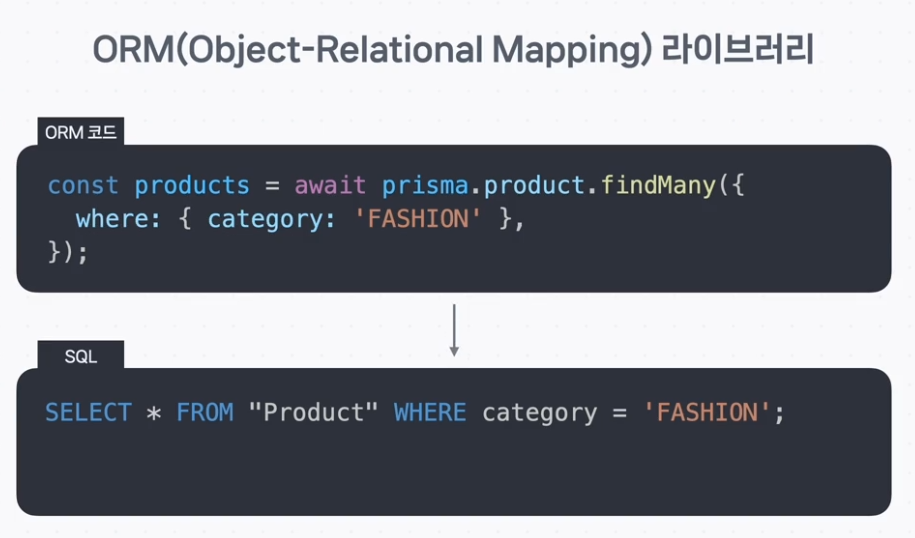 ORM(Object-Relational Mapping) 라이브러리
ORM 코드
const products = await prisma.product.findMany({
  where: { category: 'FASHION' },
});
SQL
SELECT * FROM "Product" WHERE category = 'FASHION';